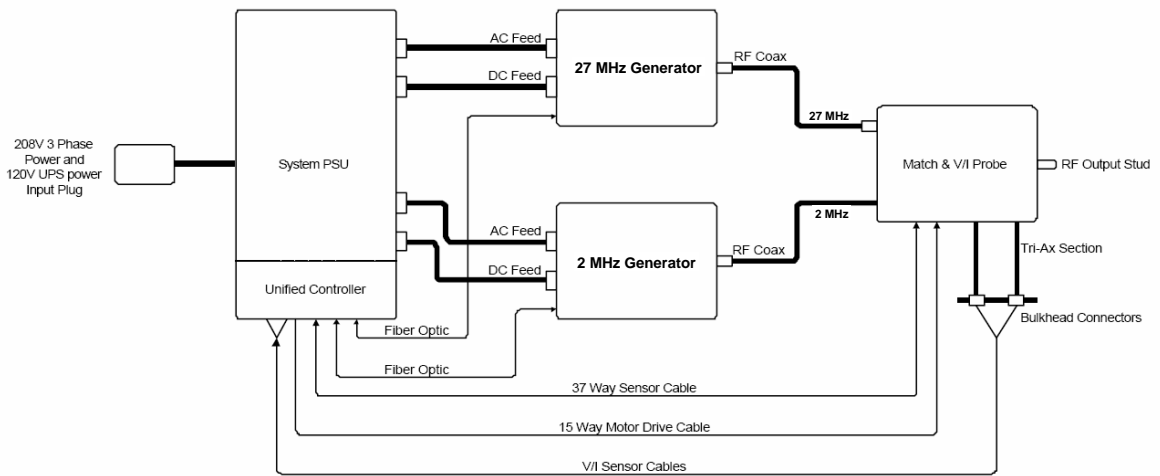 208V 3 Phase
Power and
120V UPS power
Input Plug
System PSU
Unified Controller
AC Feed
DC Feed
27 MHz Generator
RF Coax
27 MHz
AC Feed
DC Feed
2 MHz Generator
RF Coax
2 MHz
Match & V/I Probe
RF Output Stud
Tri-Ax Section
Bulkhead Connectors
Fiber Optic
Fiber Optic
37 Way Sensor Cable
15 Way Motor Drive Cable
V/I Sensor Cables